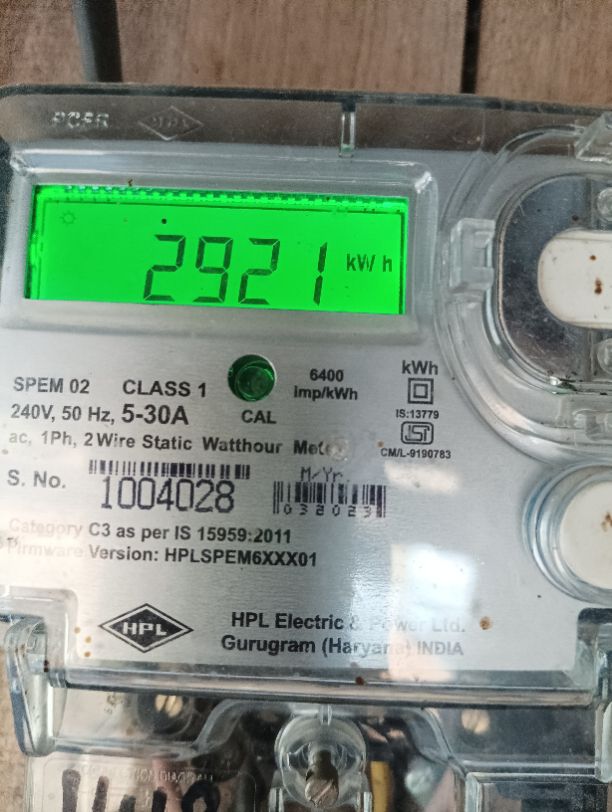 HPL
2921 kWh
SPEM 02 CLASS 1
6400
imp/kWh
kWh
240V, 50 Hz, 5-30A
CAL
IS:13779
ISI
ac, 1Ph, 2 Wire Static Watthour
CM/L-9190783
S. No. 1004028
M/Yr.
032023
Category C3 as per IS 15959:2011
Firmware Version: HPLSPEM6XXX01
HPL
HPL Electric & Power Ltd.
Gurugram (Haryana) INDIA